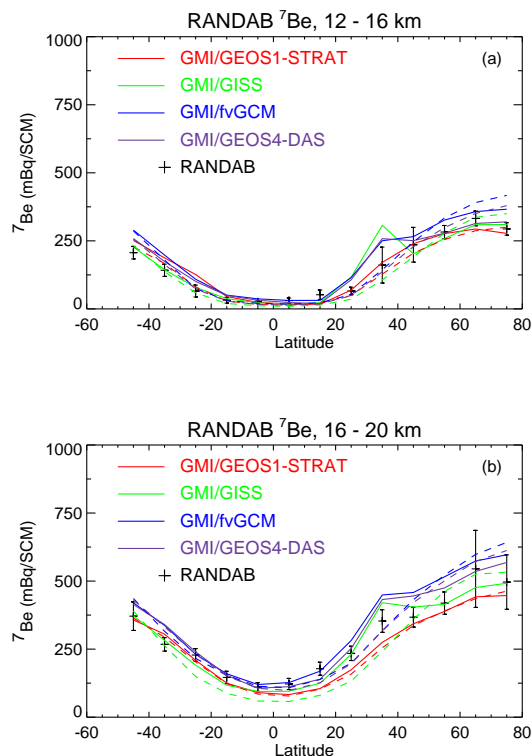 RANDAB ⁷Be, 12 - 16 km
1000
750
500
250
0
⁷Be (mBq/SCM)
GMI/GEOS1-STRAT
GMI/GISS
GMI/fvGCM
GMI/GEOS4-DAS
RANDAB
(a)
-60 -40 -20 0 20 40 60 80
Latitude
RANDAB ⁷Be, 16 - 20 km
1000
750
500
250
0
⁷Be (mBq/SCM)
GMI/GEOS1-STRAT
GMI/GISS
GMI/fvGCM
GMI/GEOS4-DAS
RANDAB
(b)
-60 -40 -20 0 20 40 60 80
Latitude